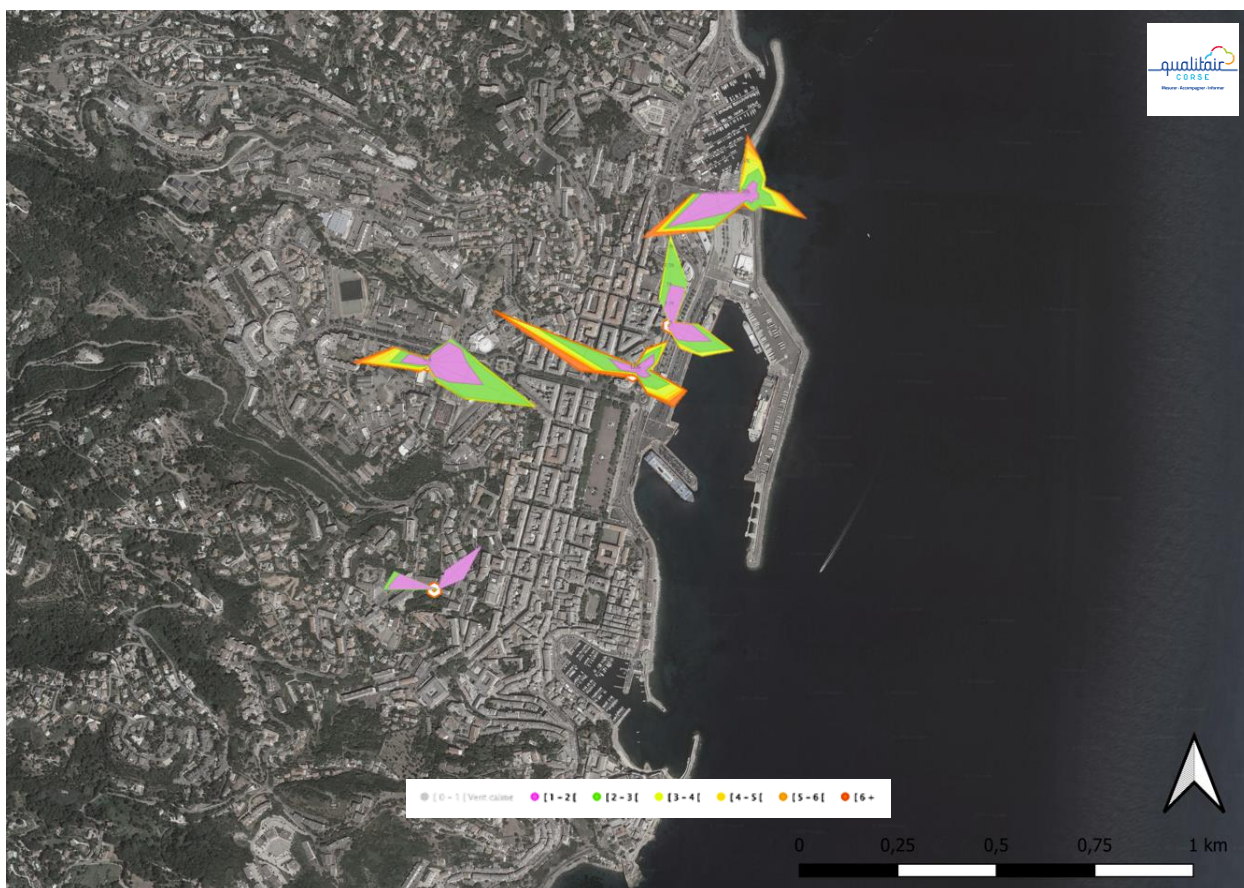 qualitair
CORSE
Mesurer - Accompagner - Informer
[ 0 - 1 [ Vent calme
[ 1 - 2 [
[ 2 - 3 [
[ 3 - 4 [
[ 4 - 5 [
[ 5 - 6 [
[ 6 +
0 0,25 0,5 0,75 1 km